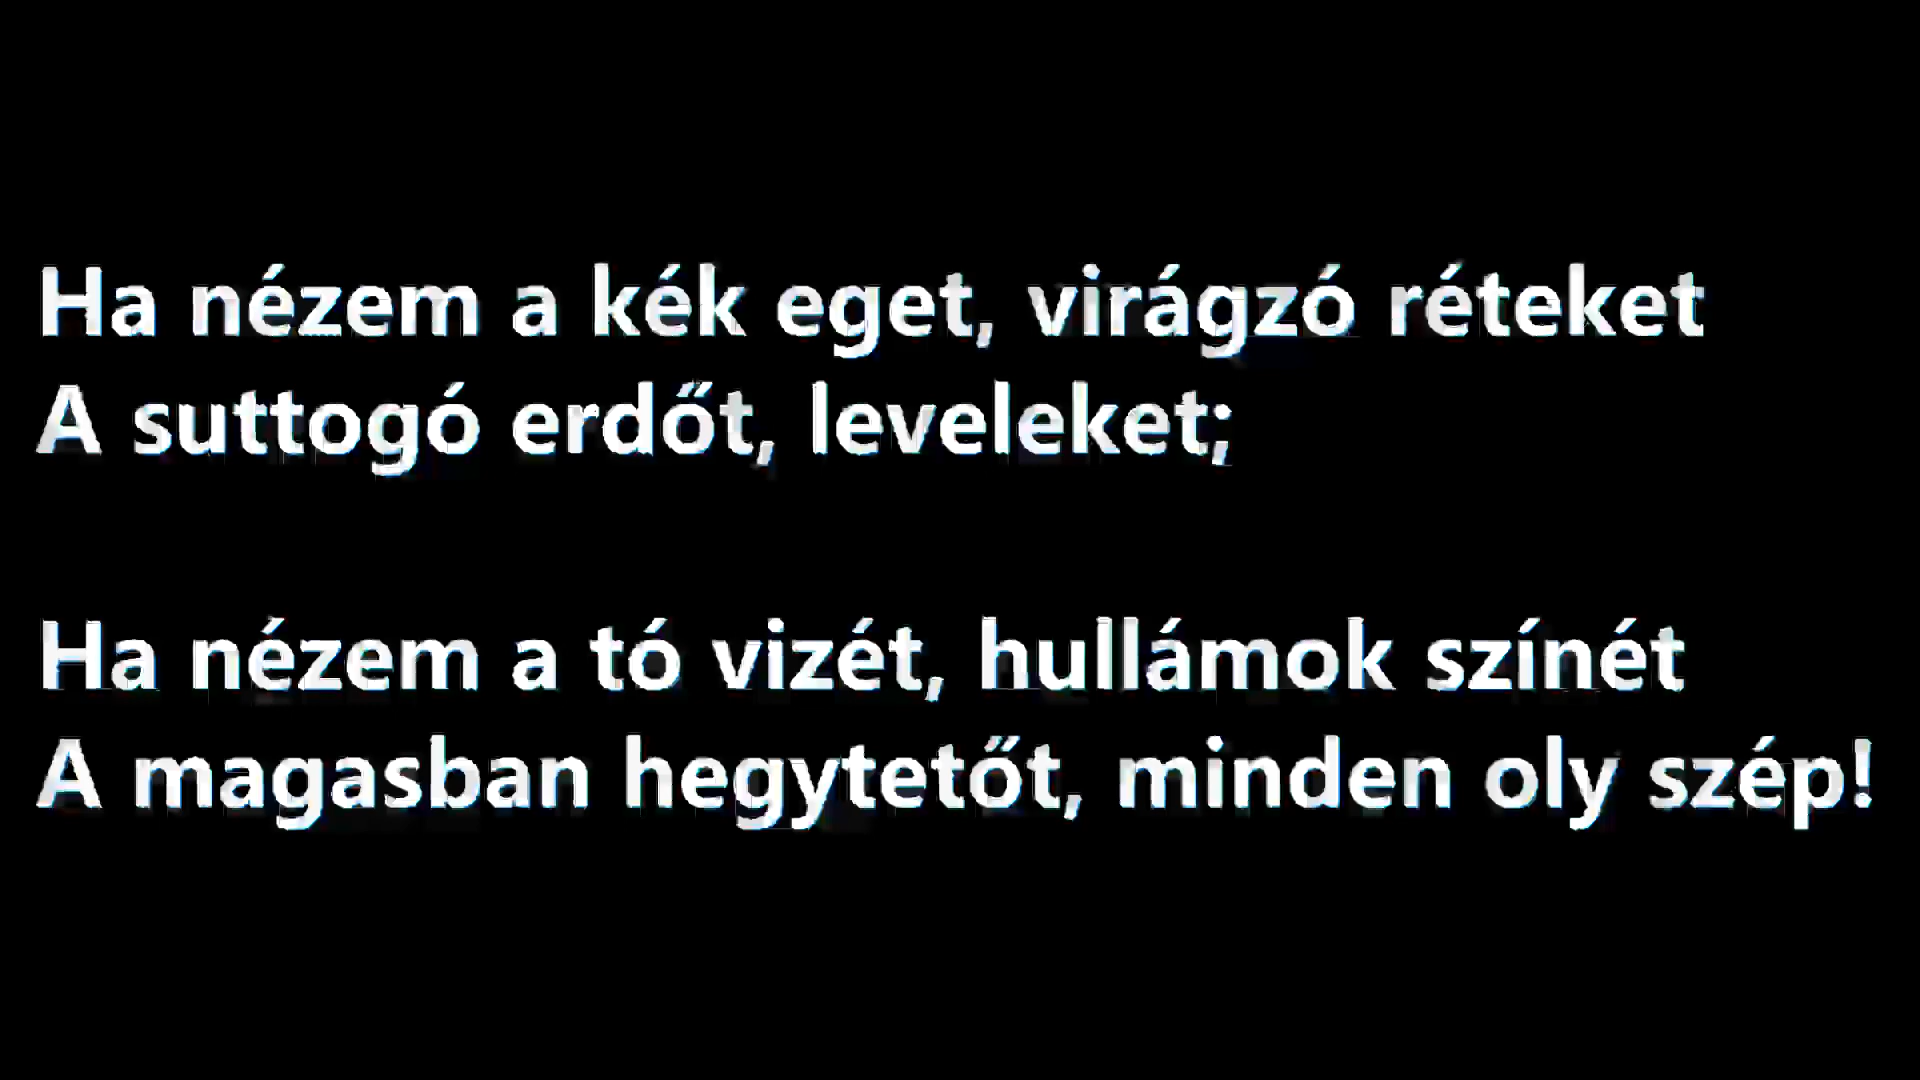 Ha nézem a kék eget, virágzó réteket
A suttogó erdőt, leveleket;
Ha nézem a tó vizét, hullámok színét
A magasban hegytetőt, minden oly szép!